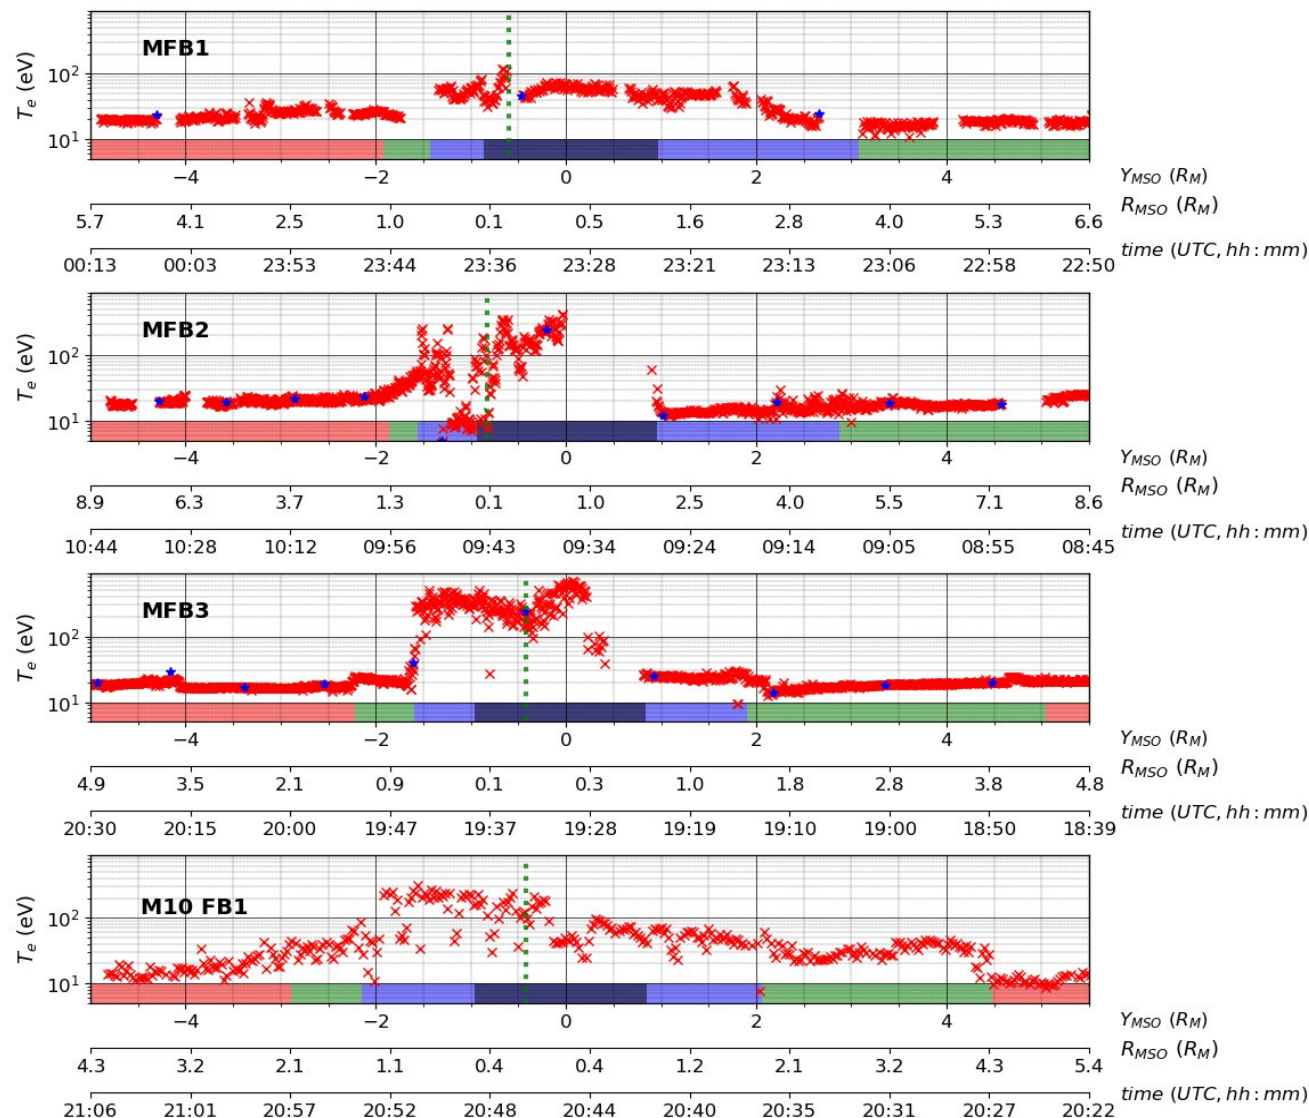 MFB1
T_e (eV)
10^2
10^1
−4 −2 0 2 4 Y_MSO (R_M)
5.7 4.1 2.5 1.0 0.1 0.5 1.6 2.8 4.0 5.3 6.6 R_MSO (R_M)
00:13 00:03 23:53 23:44 23:36 23:28 23:21 23:13 23:06 22:58 22:50 time (UTC, hh : mm)
MFB2
T_e (eV)
10^2
10^1
−4 −2 0 2 4 Y_MSO (R_M)
8.9 6.3 3.7 1.3 0.1 1.0 2.5 4.0 5.5 7.1 8.6 R_MSO (R_M)
10:44 10:28 10:12 09:56 09:43 09:34 09:24 09:14 09:05 08:55 08:45 time (UTC, hh : mm)
MFB3
T_e (eV)
10^2
10^1
−4 −2 0 2 4 Y_MSO (R_M)
4.9 3.5 2.1 0.9 0.1 0.3 1.0 1.8 2.8 3.8 4.8 R_MSO (R_M)
20:30 20:15 20:00 19:47 19:37 19:28 19:19 19:10 19:00 18:50 18:39 time (UTC, hh : mm)
M10 FB1
T_e (eV)
10^2
10^1
−4 −2 0 2 4 Y_MSO (R_M)
4.3 3.2 2.1 1.1 0.4 0.4 1.2 2.1 3.2 4.3 5.4 R_MSO (R_M)
21:06 21:01 20:57 20:52 20:48 20:44 20:40 20:35 20:31 20:27 20:22 time (UTC, hh : mm)